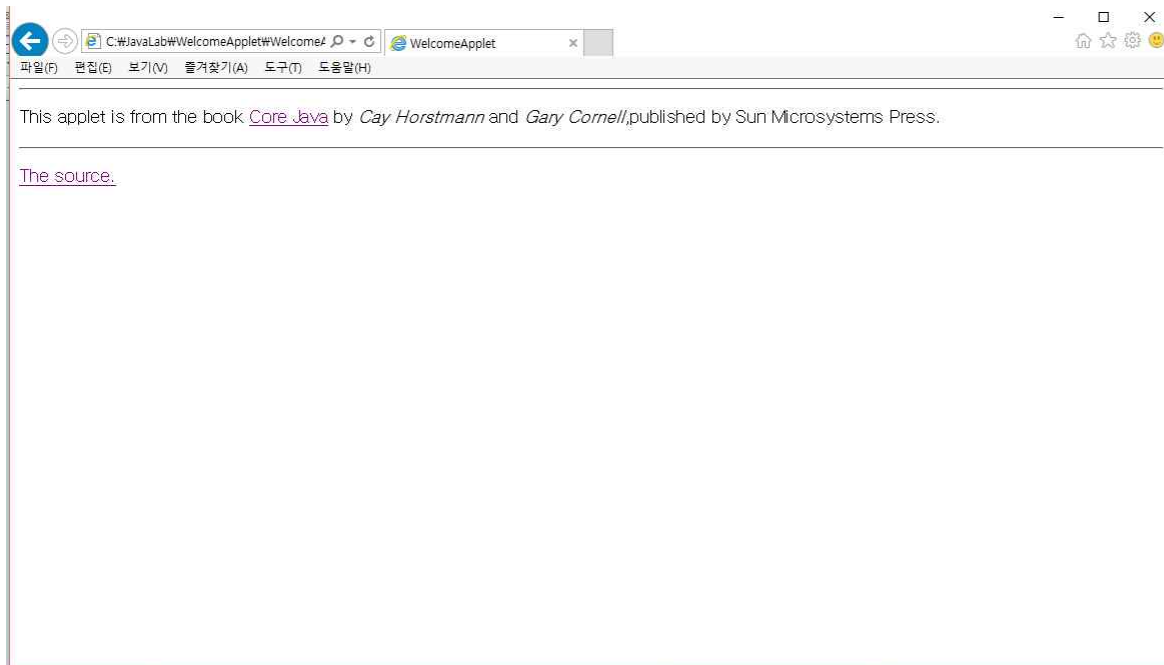 C:₩JavaLab₩WelcomeApplet₩WelcomeA
WelcomeApplet
파일(F) 편집(E) 보기(V) 즐겨찾기(A) 도구(T) 도움말(H)
This applet is from the book Core Java by Cay Horstmann and Gary Cornell,published by Sun Microsystems Press.
The source.